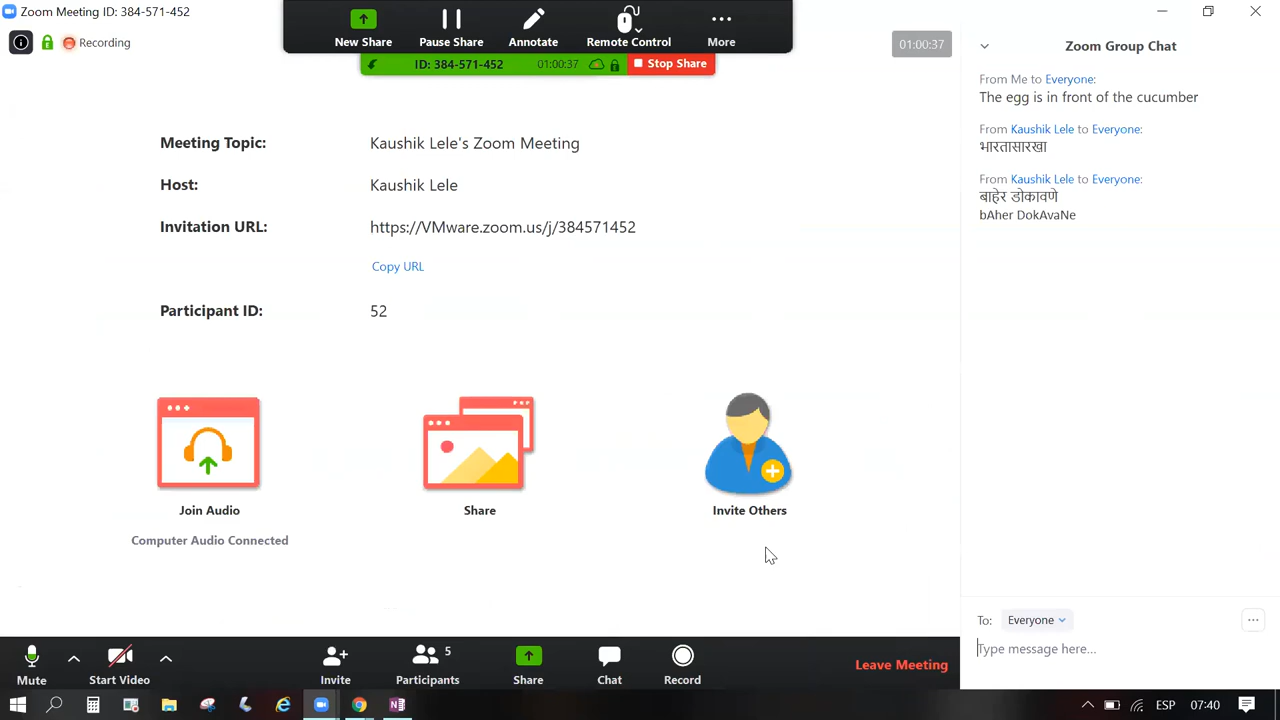 Zoom Meeting ID: 384-571-452
Recording
New Share
Pause Share
Annotate
Remote Control
More
ID: 384-571-452
01:00:37
Stop Share
01:00:37
Meeting Topic:
Kaushik Lele's Zoom Meeting
Host:
Kaushik Lele
Invitation URL:
https://VMware.zoom.us/j/384571452
Copy URL
Participant ID:
52
Join Audio
Computer Audio Connected
Share
Invite Others
Zoom Group Chat
From Me to Everyone:
The egg is in front of the cucumber
From Kaushik Lele to Everyone:
भारतासारखा
From Kaushik Lele to Everyone:
बाहेर डोकावणे
bAher DokAvaNe
To: Everyone
Type message here...
Mute
Start Video
Invite
5
Participants
Share
Chat
Record
Leave Meeting
ESP
07:40